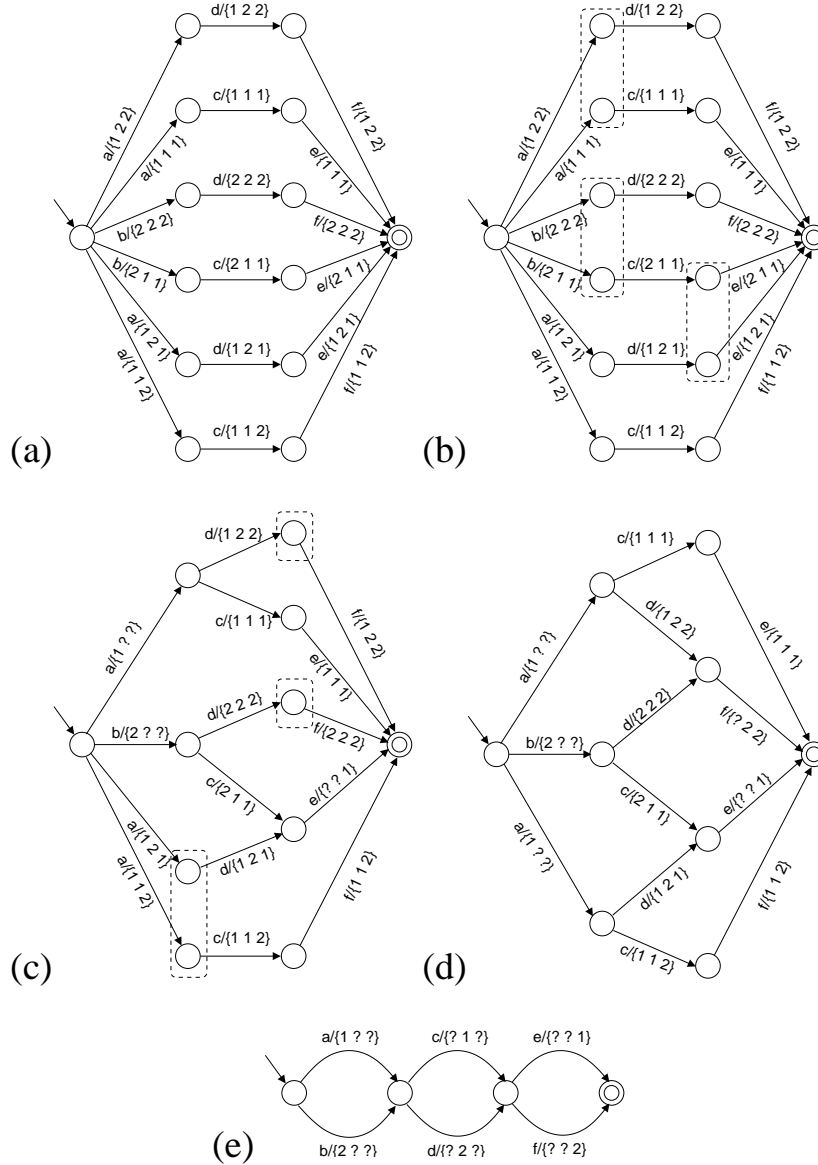 d/{1 2 2}
c/{1 1 1}
a/{1 2 2}
a/{1 1 1}
f/{1 2 2}
e/{1 1 1}
d/{2 2 2}
b/{2 2 2}
f/{2 2 2}
b/{2 1 1}
c/{2 1 1}
e/{2 1 1}
a/{1 2 1}
d/{1 2 1}
e/{1 2 1}
a/{1 1 2}
f/{1 1 2}
c/{1 1 2}
(a)
d/{1 2 2}
c/{1 1 1}
a/{1 2 2}
a/{1 1 1}
f/{1 2 2}
e/{1 1 1}
d/{2 2 2}
b/{2 2 2}
f/{2 2 2}
b/{2 1 1}
c/{2 1 1}
e/{2 1 1}
a/{1 2 1}
d/{1 2 1}
e/{1 2 1}
a/{1 1 2}
f/{1 1 2}
c/{1 1 2}
(b)
d/{1 2 2}
a/{1 ? ?}
c/{1 1 1}
f/{1 2 2}
e/{1 1 1}
d/{2 2 2}
b/{2 ? ?}
f/{2 2 2}
c/{2 1 1}
e/{? ? 1}
a/{1 2 1}
d/{1 2 1}
a/{1 1 2}
f/{1 1 2}
c/{1 1 2}
(c)
c/{1 1 1}
a/{1 ? ?}
d/{1 2 2}
e/{1 1 1}
d/{2 2 2}
b/{2 ? ?}
f/{? 2 2}
c/{2 1 1}
e/{? ? 1}
a/{1 ? ?}
d/{1 2 1}
f/{1 1 2}
c/{1 1 2}
(d)
a/{1 ? ?} c/{? 1 ?} e/{? ? 1}
b/{2 ? ?} d/{? 2 ?} f/{? ? 2}
(e)